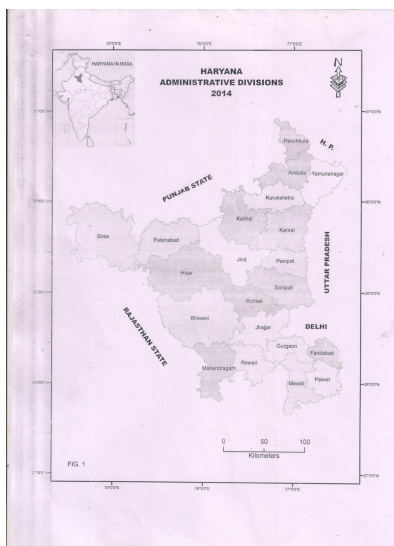 HARYANA
ADMINISTRATIVE DIVISIONS
2014
HARYANA IN INDIA
N
PUNJAB STATE
H. P.
UTTAR PRADESH
DELHI
RAJASTHAN STATE
Panchkula
Ambala
Yamunanagar
Kurukshetra
Kaithal
Karnal
Sirsa
Fatehabad
Jind
Panipat
Hisar
Sonipat
Rohtak
Bhiwani
Jhajjar
Gurgaon
Faridabad
Mahandragarh
Rewari
Mewat
Palwal
0 50 100
Kilometers
FIG. 1